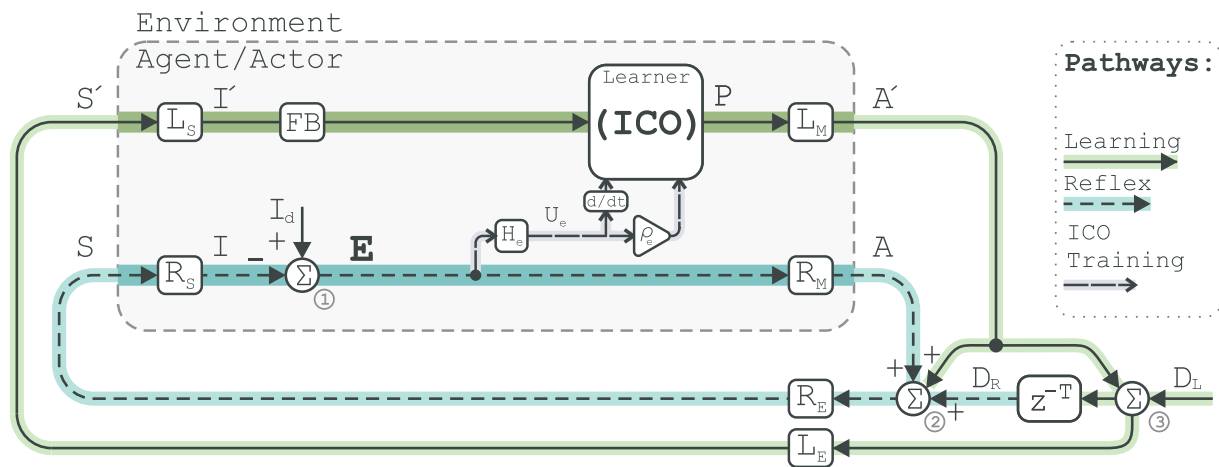 Environment
Agent/Actor
Pathways:
Learner
S´ I´ P A´
L_S FB (ICO) L_M
Learning
d/dt
Reflex
I_d U_e
H_e ρ_e
ICO
+
S I - E A
Training
R_S Σ R_M
①
+ +
D_R D_L
R_E Σ z^-T Σ
+
② ③
L_E